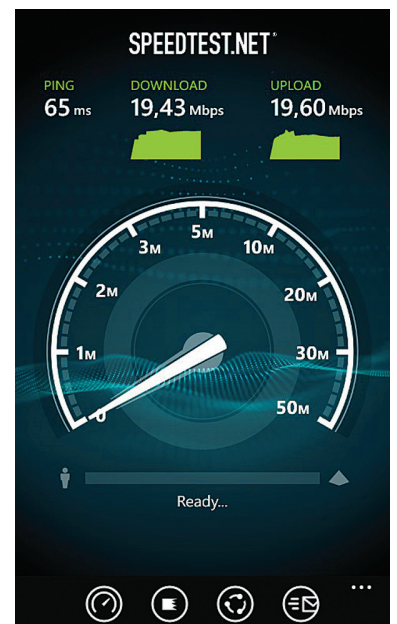 SPEEDTEST.NET®
PING DOWNLOAD UPLOAD
65 ms 19,43 Mbps 19,60 Mbps
5M
3M 10M
2M 20M
1M 30M
0 50M
Ready...